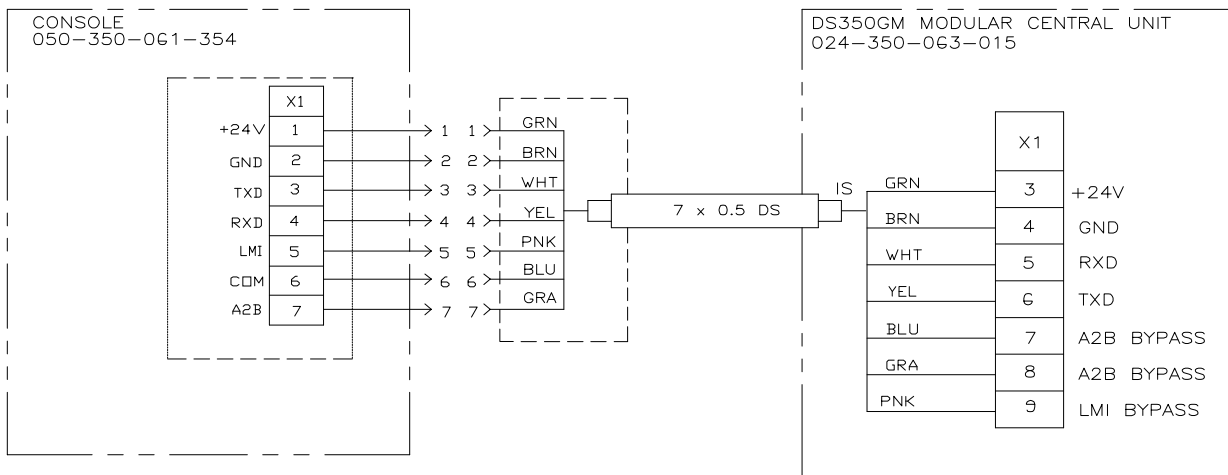 CONSOLE
050-350-061-354
X1
+24V 1 1 1 GRN
GND 2 2 2 BRN
TXD 3 3 3 WHT
RXD 4 4 4 YEL
LMI 5 5 5 PNK
COM 6 6 6 BLU
A2B 7 7 7 GRA
7 x 0.5 DS
DS350GM MODULAR CENTRAL UNIT
024-350-063-015
X1
IS
GRN 3 +24V
BRN 4 GND
WHT 5 RXD
YEL 6 TXD
BLU 7 A2B BYPASS
GRA 8 A2B BYPASS
PNK 9 LMI BYPASS